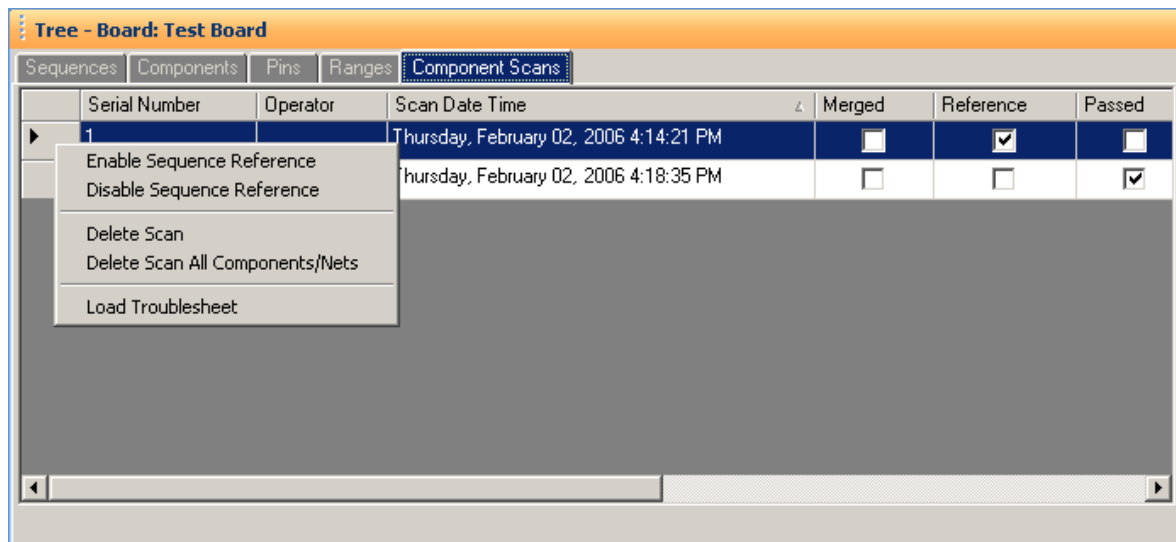 Tree - Board: Test Board
Sequences Components Pins Ranges Component Scans
Serial Number Operator Scan Date Time Merged Reference Passed
1 Thursday, February 02, 2006 4:14:21 PM
Thursday, February 02, 2006 4:18:35 PM
Enable Sequence Reference
Disable Sequence Reference
Delete Scan
Delete Scan All Components/Nets
Load Troublesheet